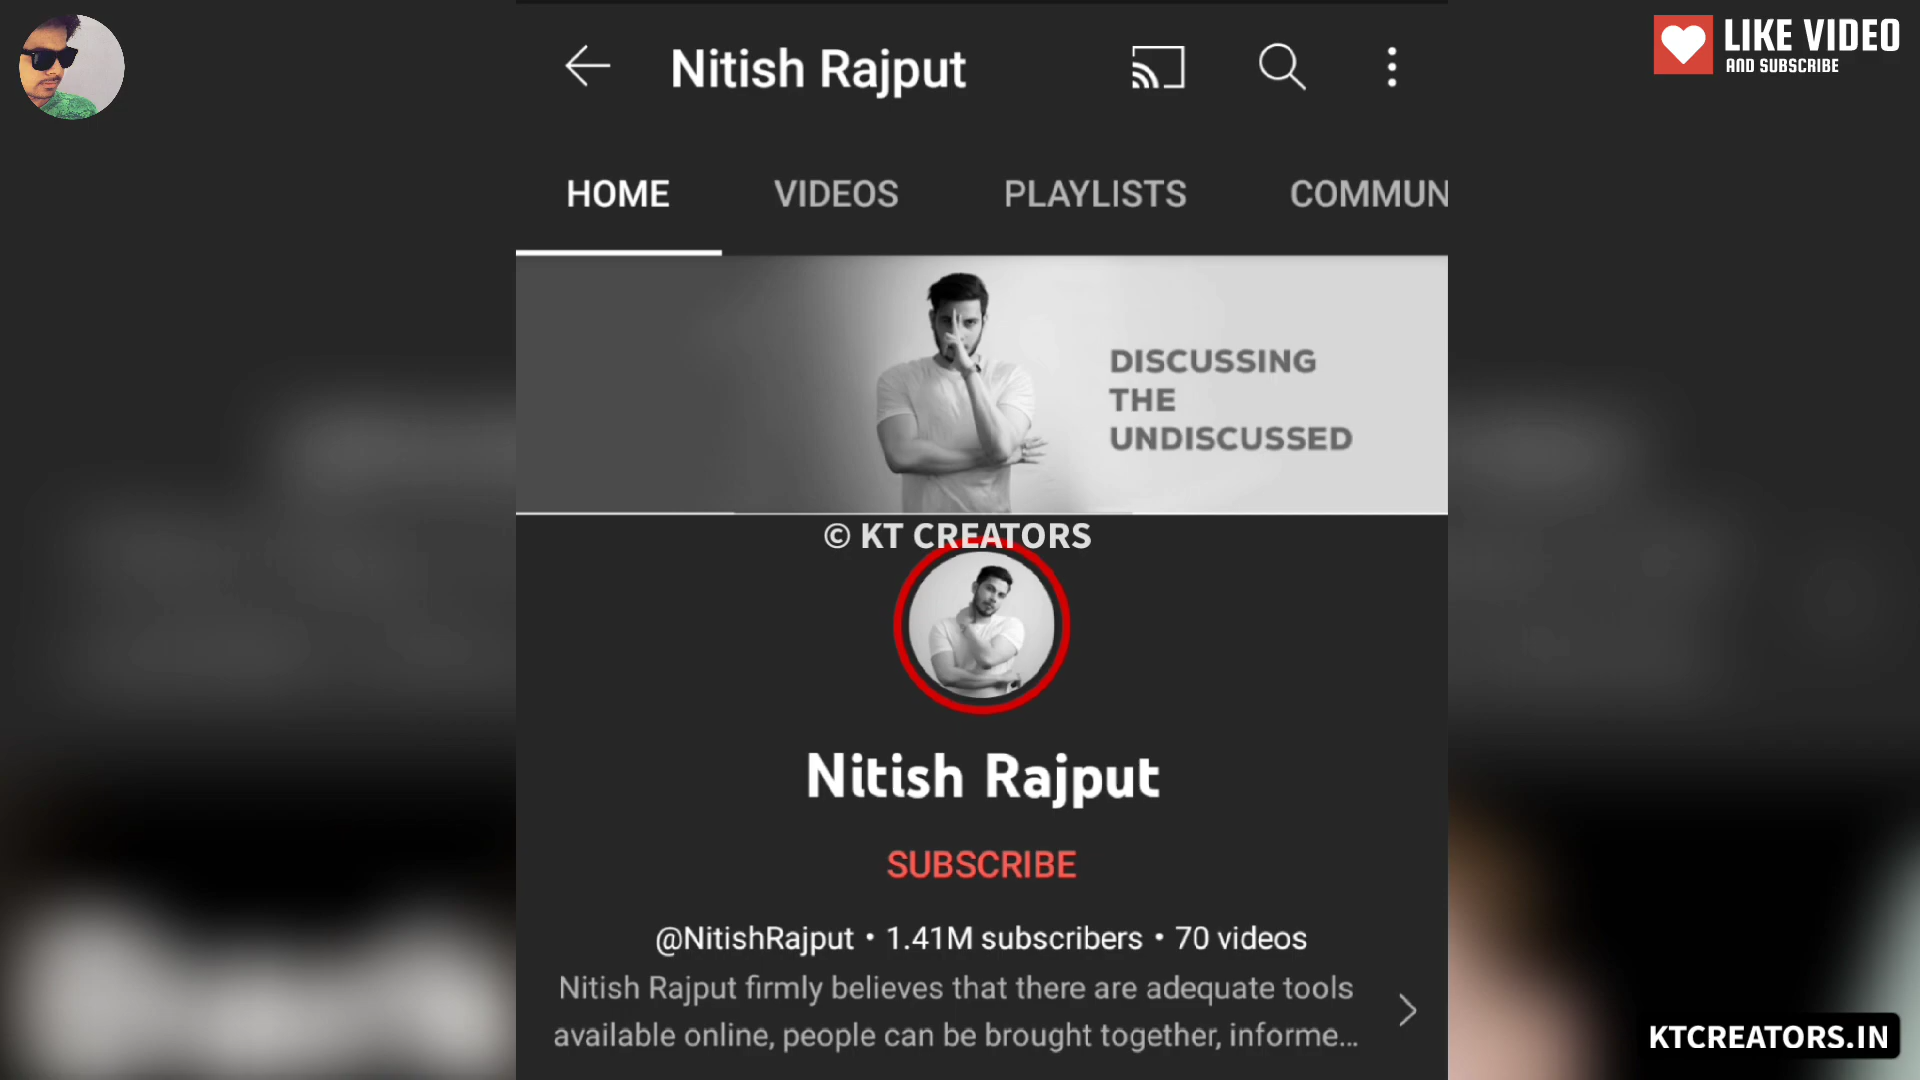 Nitish Rajput
LIKE VIDEO
AND SUBSCRIBE
HOME VIDEOS PLAYLISTS COMMUN
DISCUSSING
THE
UNDISCUSSED
© KT CREATORS
Nitish Rajput
SUBSCRIBE
@NitishRajput • 1.41M subscribers • 70 videos
Nitish Rajput firmly believes that there are adequate tools
available online, people can be brought together, informe...
KTCREATORS.IN